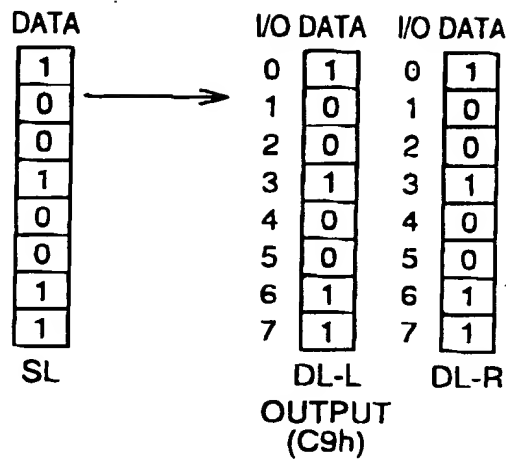 DATA I/O DATA I/O DATA
1 0 1 0 1
0 1 0 1 0
0 2 0 2 0
1 3 1 3 1
0 4 0 4 0
0 5 0 5 0
1 6 1 6 1
1 7 1 7 1
SL DL-L DL-R
OUTPUT
(C9h)